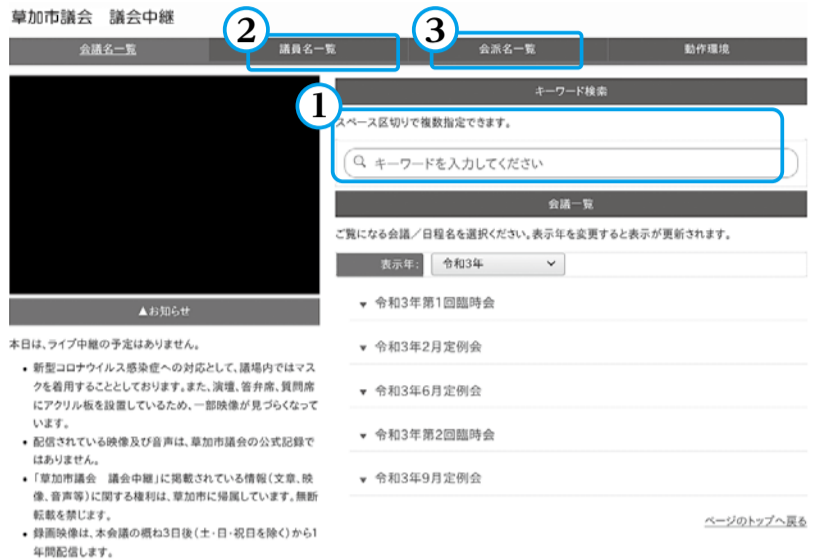 草加市議会　議会中継
会議名一覧
2
議員名一覧
3
会派名一覧
動作環境
1
キーワード検索
スペース区切りで複数指定できます。
キーワードを入力してください
会議一覧
ご覧になる会議／日程名を選択ください。表示年を変更すると表示が更新されます。
表示年:
令和3年
▼ 令和3年第1回臨時会
▼ 令和3年2月定例会
▼ 令和3年6月定例会
▼ 令和3年第2回臨時会
▼ 令和3年9月定例会
ページのトップへ戻る
▲お知らせ
本日は、ライブ中継の予定はありません。
• 新型コロナウイルス感染症への対応として、議場内ではマス
クを着用することとしております。また、演壇、答弁席、質問席
にアクリル板を設置しているため、一部映像が見づらくなって
います。
• 配信されている映像及び音声は、草加市議会の公式記録で
はありません。
• 「草加市議会　議会中継」に掲載されている情報（文章、映
像、音声等）に関する権利は、草加市に帰属しています。無断
転載を禁じます。
• 録画映像は、本会議の概ね3日後（土・日・祝日を除く）から1
年間配信します。